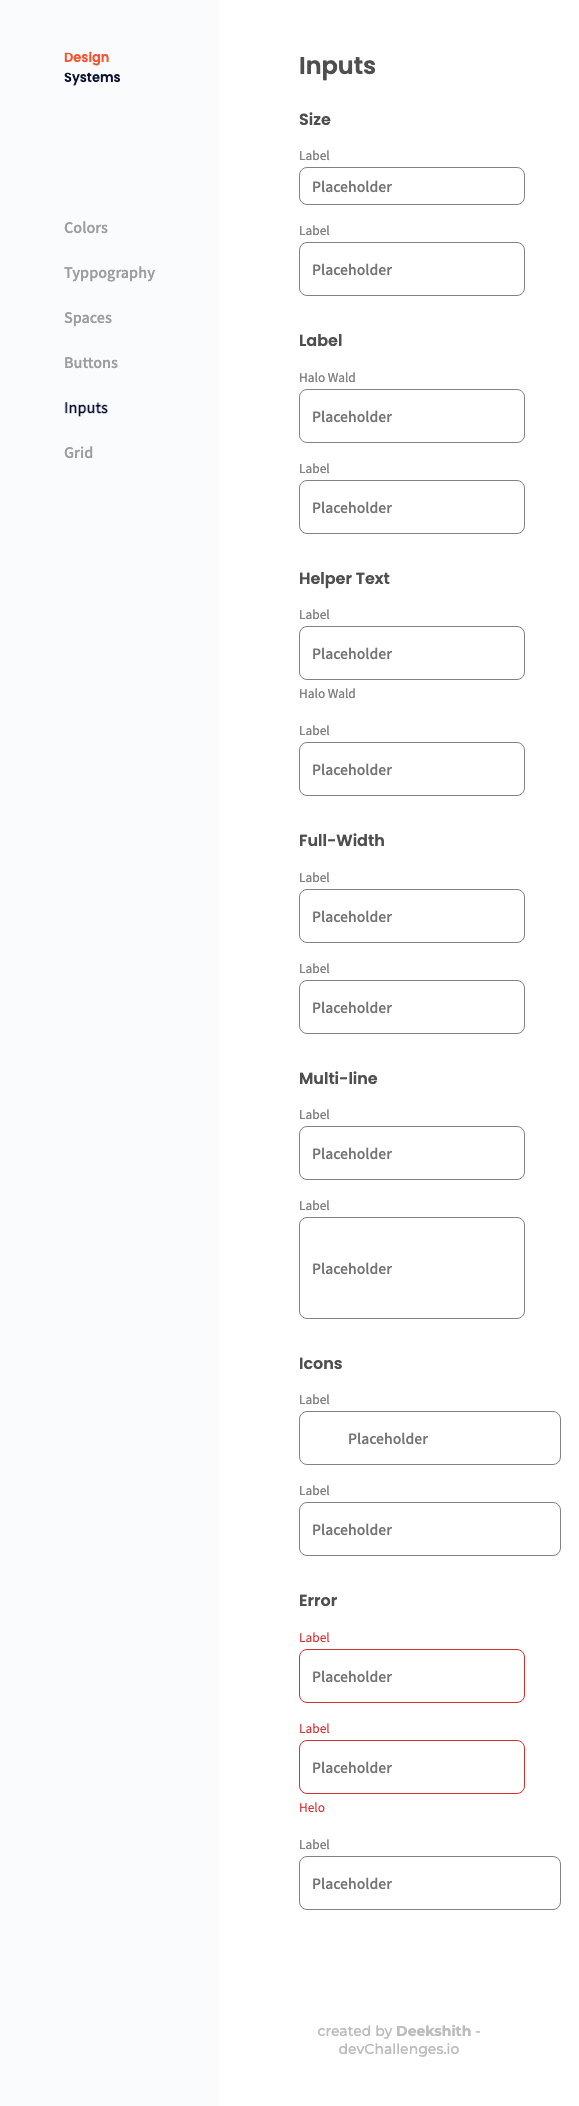 Design
Systems
Colors
Typpography
Spaces
Buttons
Inputs
Grid
Inputs
Size
Label
Placeholder
Label
Placeholder
Label
Halo Wald
Placeholder
Label
Placeholder
Helper Text
Label
Placeholder
Halo Wald
Label
Placeholder
Full-Width
Label
Placeholder
Label
Placeholder
Multi-line
Label
Placeholder
Label
Placeholder
Icons
Label
Placeholder
Label
Placeholder
Error
Label
Placeholder
Label
Placeholder
Helo
Label
Placeholder
created by Deekshith -
devChallenges.io